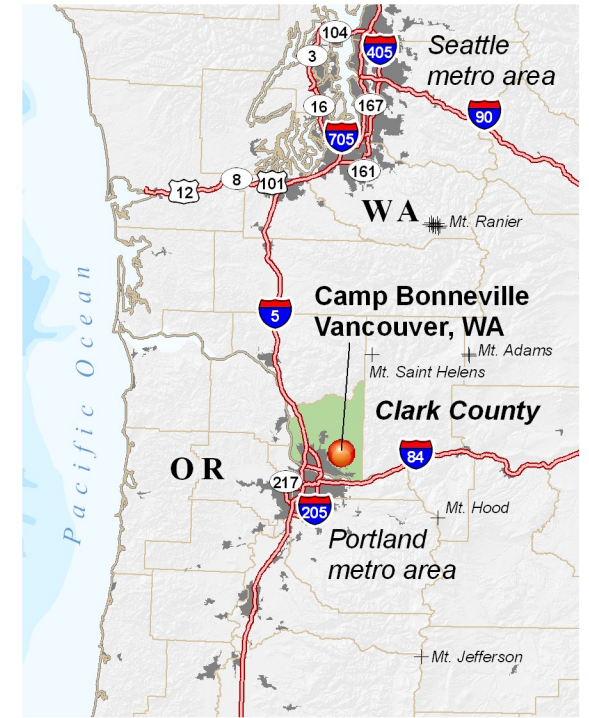 104
3
405
Seattle
metro area
16
167
90
705
161
8
101
12
WA
Mt. Ranier
Pacific Ocean
Camp Bonneville
Vancouver, WA
5
Mt. Adams
Mt. Saint Helens
Clark County
84
OR
217
205
Mt. Hood
Portland
metro area
Mt. Jefferson